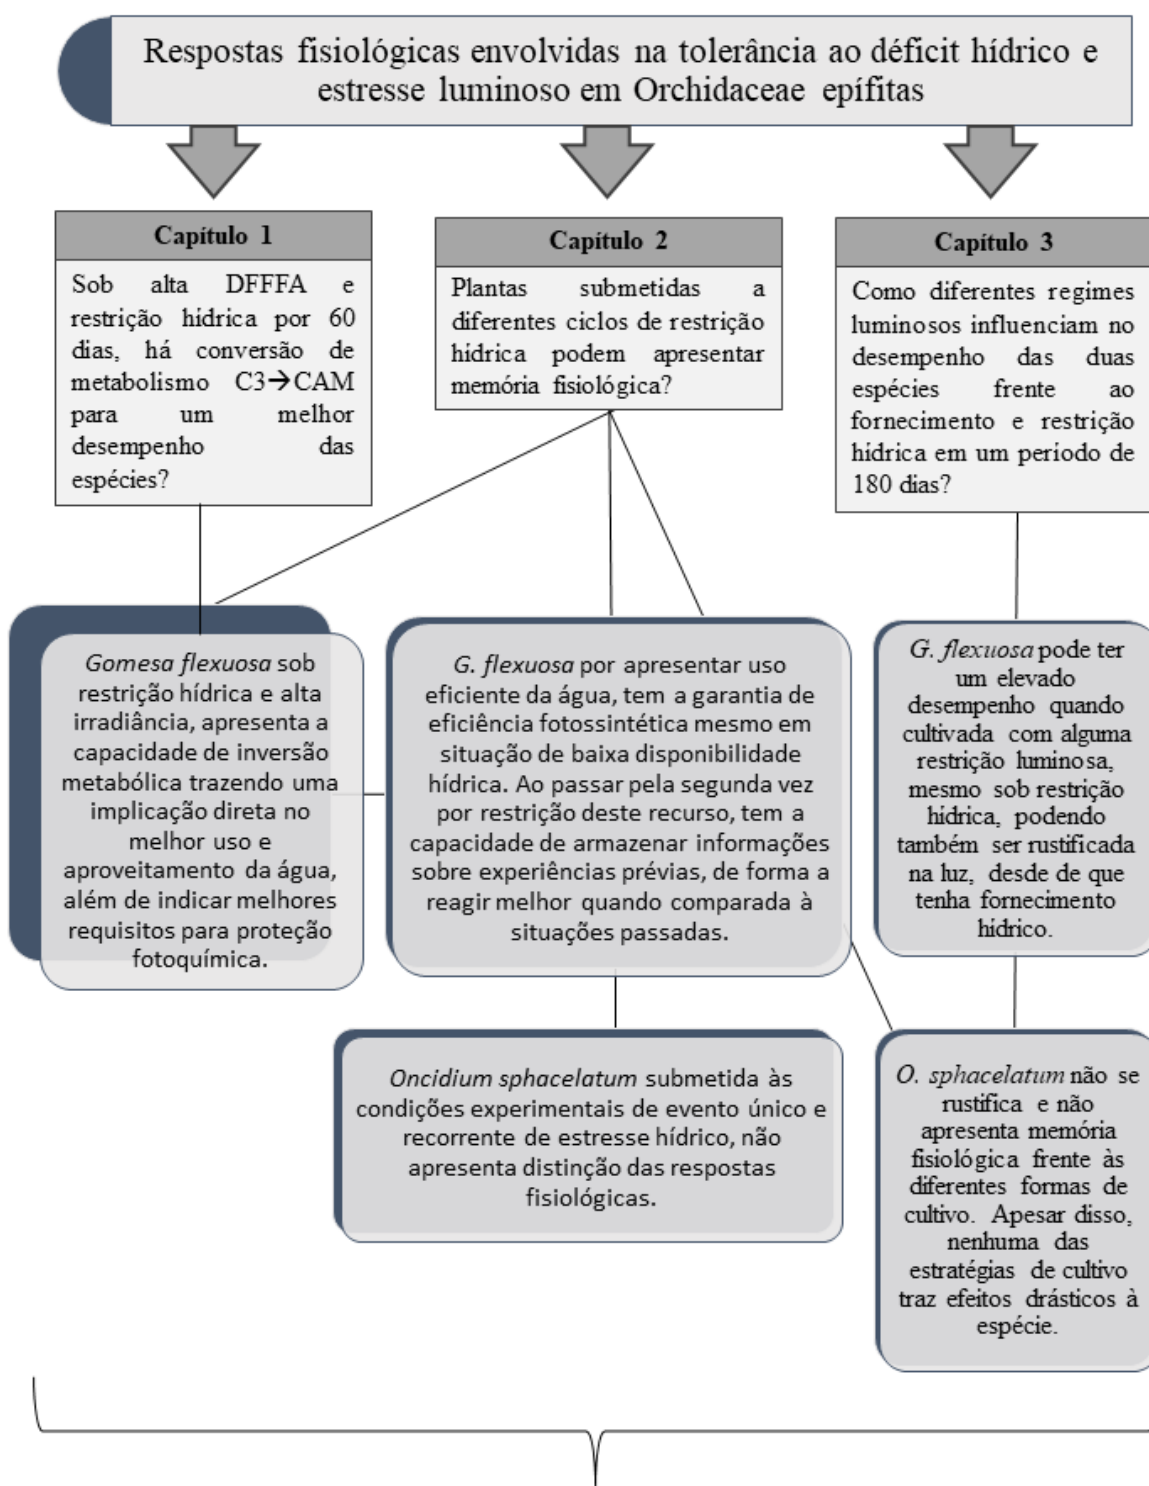 Respostas fisiológicas envolvidas na tolerância ao déficit hídrico e
estresse luminoso em Orchidaceae epífitas
Capítulo 1
Sob alta DFFFA e
restrição hídrica por 60
dias, há conversão de
metabolismo C3→CAM
para um melhor
desempenho das
espécies?
Capítulo 2
Plantas submetidas a
diferentes ciclos de restrição
hídrica podem apresentar
memória fisiológica?
Capítulo 3
Como diferentes regimes
luminosos influenciam no
desempenho das duas
espécies frente ao
fornecimento e restrição
hídrica em um período de
180 dias?
Gomesa flexuosa sob
restrição hídrica e alta
irradiância, apresenta a
capacidade de inversão
metabólica trazendo uma
implicação direta no
melhor uso e
aproveitamento da água,
além de indicar melhores
requisitos para proteção
fotoquímica.
G. flexuosa por apresentar uso
eficiente da água, tem a garantia de
eficiência fotossintética mesmo em
situação de baixa disponibilidade
hídrica. Ao passar pela segunda vez
por restrição deste recurso, tem a
capacidade de armazenar informações
sobre experiências prévias, de forma a
reagir melhor quando comparada à
situações passadas.
G. flexuosa pode ter
um elevado
desempenho quando
cultivada com alguma
restrição luminosa,
mesmo sob restrição
hídrica, podendo
também ser rustificada
na luz, desde de que
tenha fornecimento
hídrico.
Oncidium sphacelatum submetida às
condições experimentais de evento único e
recorrente de estresse hídrico, não
apresenta distinção das respostas
fisiológicas.
O. sphacelatum não se
rustifica e não
apresenta memória
fisiológica frente às
diferentes formas de
cultivo. Apesar disso,
nenhuma das
estratégias de cultivo
traz efeitos drásticos à
espécie.